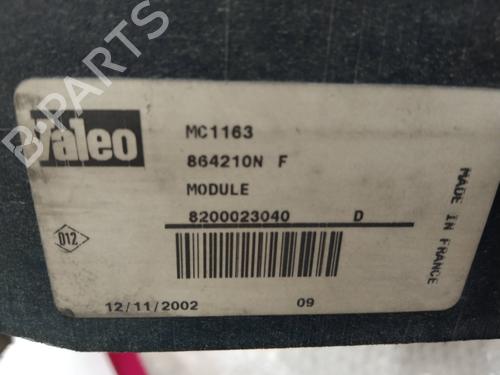 B-PARTS
Valeo
MC1163
864210N F
MODULE
8200023040 D
D12
12/11/2002 09
MADE IN FRANCE